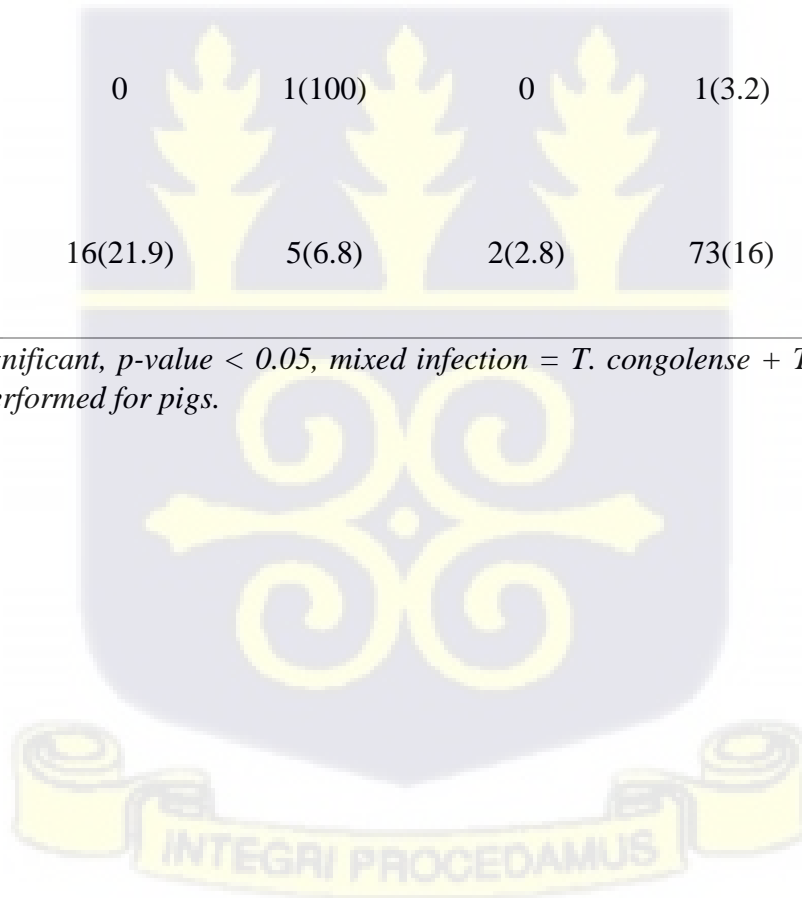 0 1(100) 0 1(3.2)
16(21.9) 5(6.8) 2(2.8) 73(16)
nificant, p-value < 0.05, mixed infection = T. congolense + T
erformed for pigs.
INTEGRI PROCEDAMUS